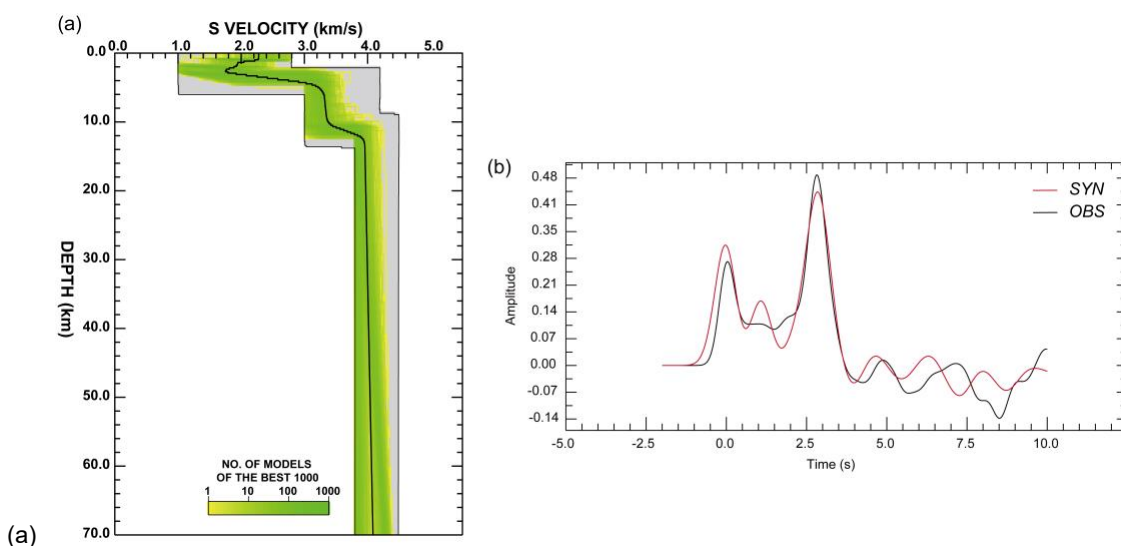 (a)
S VELOCITY (km/s)
0.0 1.0 2.0 3.0 4.0 5.0
0.0
10.0
20.0
30.0
40.0
50.0
60.0
70.0
DEPTH (km)
NO. OF MODELS
OF THE BEST 1000
1 10 100 1000
(a)
(b)
SYN
OBS
0.48
0.41
0.35
0.28
0.21
0.14
0.07
0.00
-0.07
-0.14
Amplitude
-5.0 -2.5 0.0 2.5 5.0 7.5 10.0
Time (s)